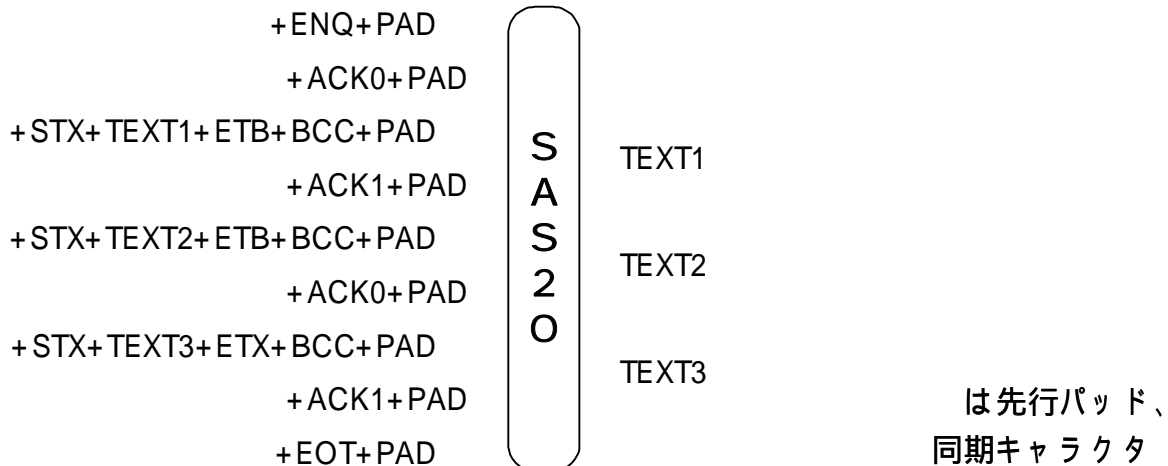 +ENQ+PAD
+ACK0+PAD
+STX+TEXT1+ETB+BCC+PAD
TEXT1
+ACK1+PAD
+STX+TEXT2+ETB+BCC+PAD
TEXT2
+ACK0+PAD
+STX+TEXT3+ETX+BCC+PAD
TEXT3
+ACK1+PAD
+EOT+PAD
SAS20
は先行パッド、
同期キャラクタ